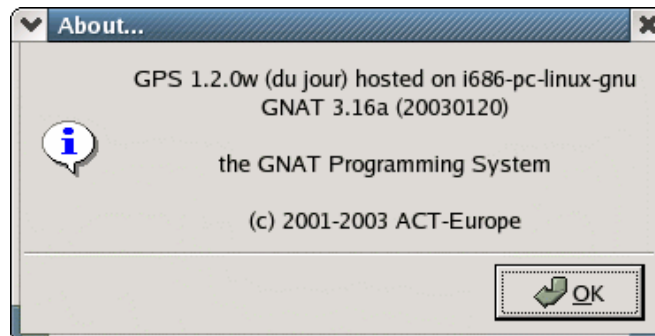 About...
GPS 1.2.0w (du jour) hosted on i686-pc-linux-gnu
GNAT 3.16a (20030120)
the GNAT Programming System
(c) 2001-2003 ACT-Europe
OK